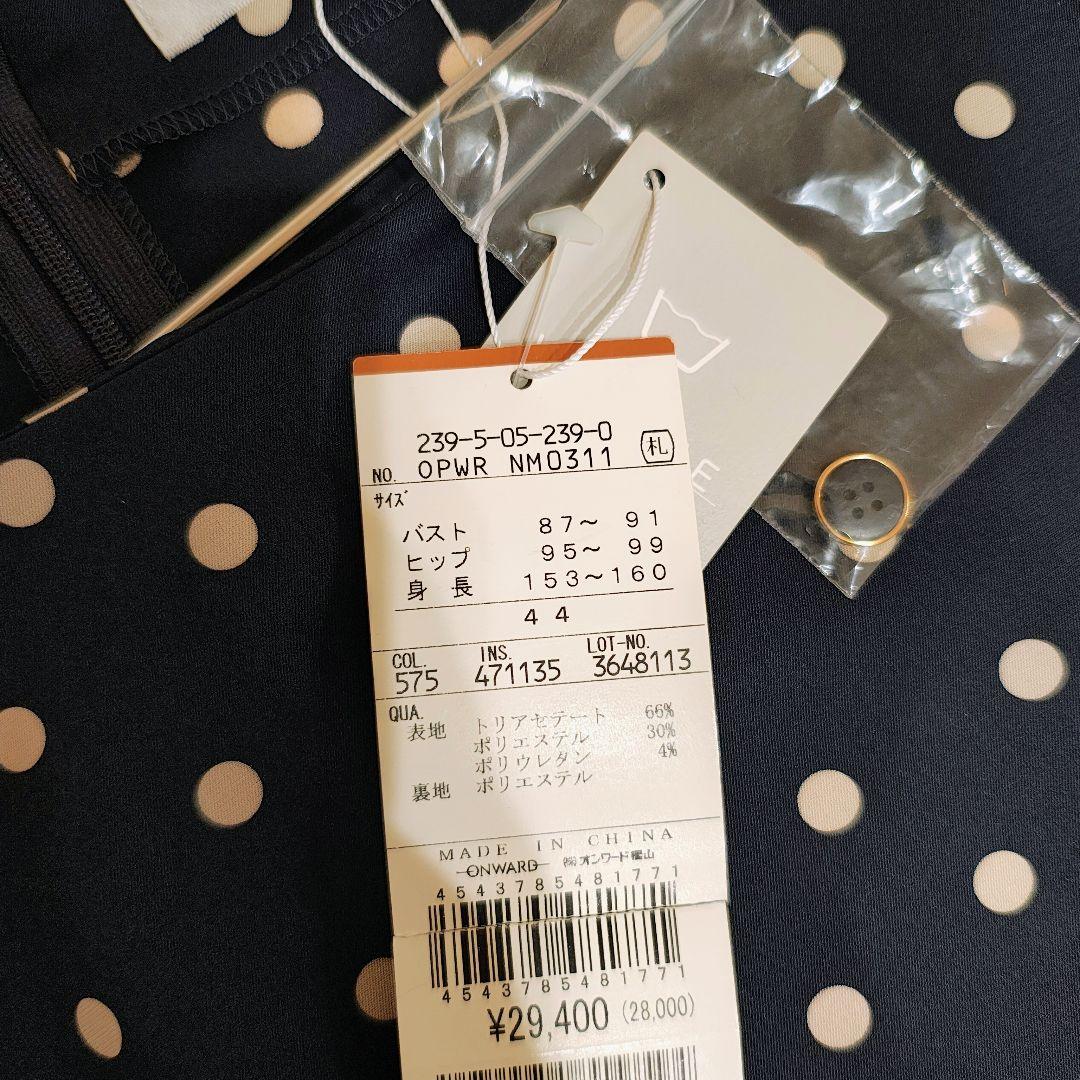 239-5-05-239-0
NO. OPWR NM0311 札
サイズ
バスト 87～ 91
ヒップ 95～ 99
身 長 153～160
44
COL. INS. LOT-NO.
575 471135 3648113
QUA.
表地 トリアセテート 66%
ポリエステル 30%
ポリウレタン 4%
裏地 ポリエステル
MADE IN CHINA
ONWARD ㈱オンワード樫山
4543785481771
4543785481771
¥29,400 (28,000)
E